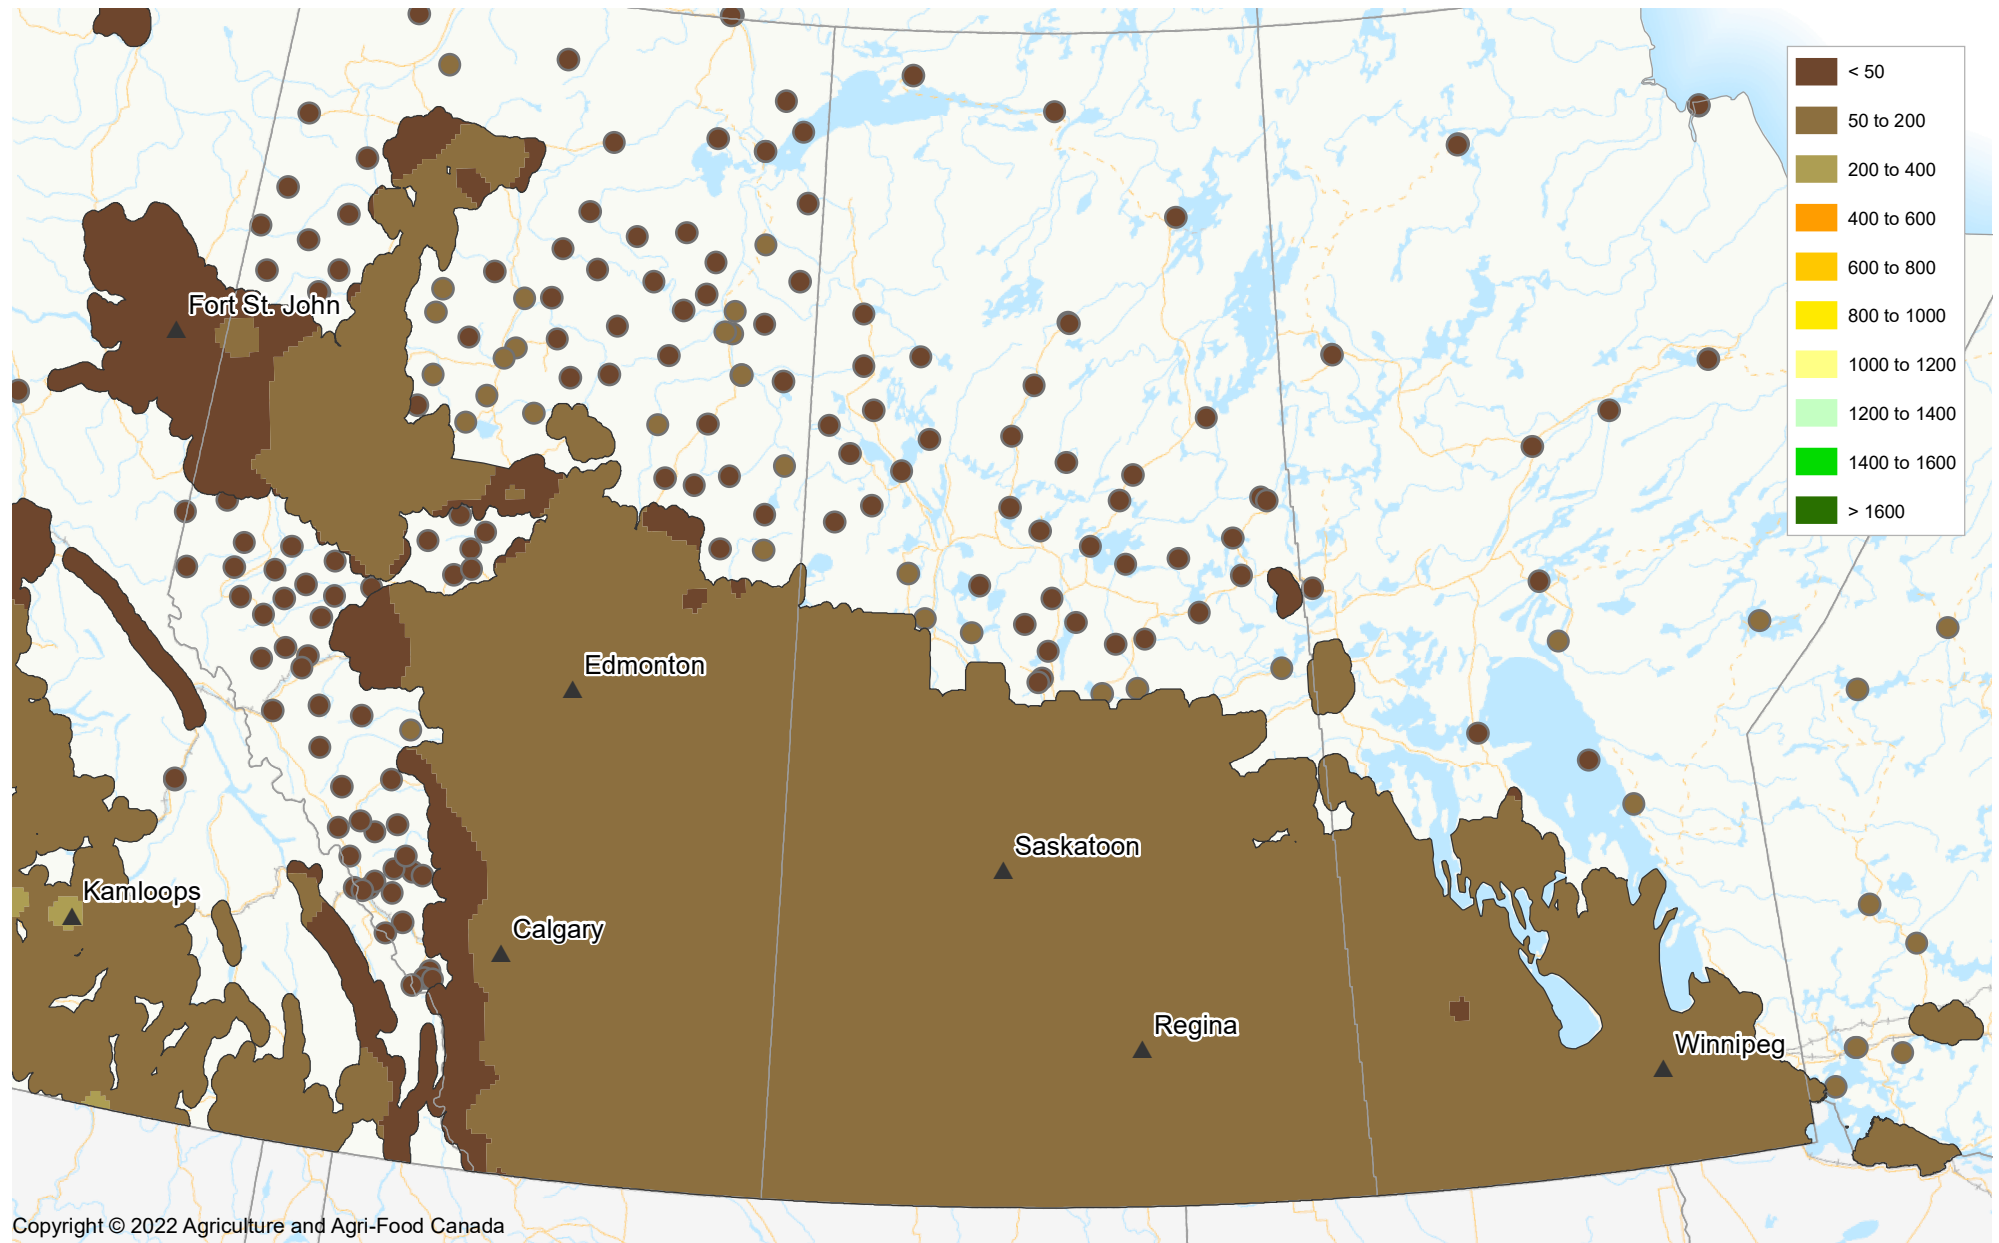 < 50
50 to 200
200 to 400
400 to 600
600 to 800
800 to 1000
1000 to 1200
1200 to 1400
1400 to 1600
> 1600
Fort St. John
Edmonton
Saskatoon
Kamloops
Calgary
Regina
Winnipeg
Copyright © 2022 Agriculture and Agri-Food Canada